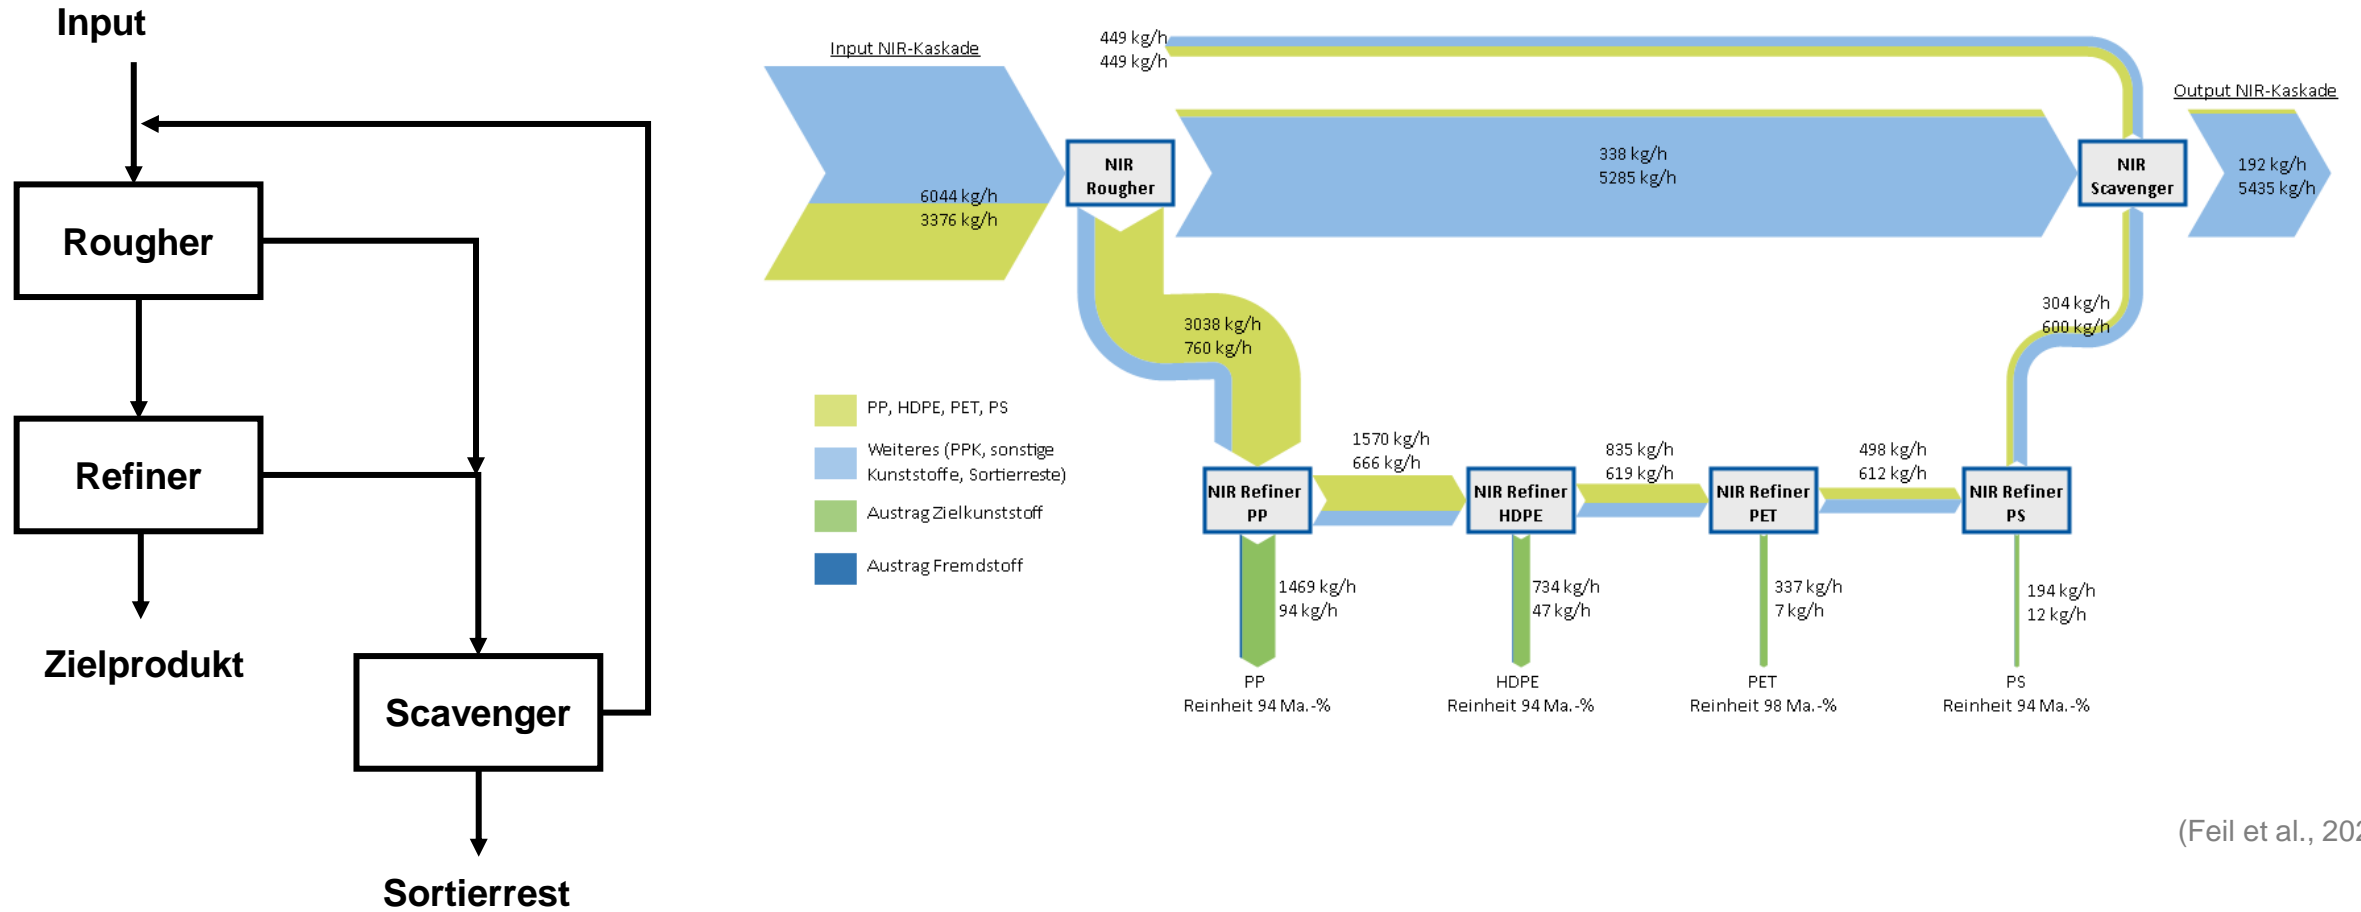 Input
Rougher
Refiner
Zielprodukt
Scavenger
Sortierrest
Input NIR-Kaskade
6044 kg/h
3376 kg/h
449 kg/h
449 kg/h
NIR
Rougher
338 kg/h
5285 kg/h
NIR
Scavenger
Output NIR-Kaskade
192 kg/h
5435 kg/h
3038 kg/h
760 kg/h
304 kg/h
600 kg/h
PP, HDPE, PET, PS
Weiteres (PPK, sonstige
Kunststoffe, Sortierreste)
Austrag Zielkunststoff
Austrag Fremdstoff
NIR Refiner
PP
1570 kg/h
666 kg/h
NIR Refiner
HDPE
835 kg/h
619 kg/h
NIR Refiner
PET
498 kg/h
612 kg/h
NIR Refiner
PS
1469 kg/h
94 kg/h
734 kg/h
47 kg/h
337 kg/h
7 kg/h
194 kg/h
12 kg/h
PP
Reinheit 94 Ma.-%
HDPE
Reinheit 94 Ma.-%
PET
Reinheit 98 Ma.-%
PS
Reinheit 94 Ma.-%
(Feil et al.,